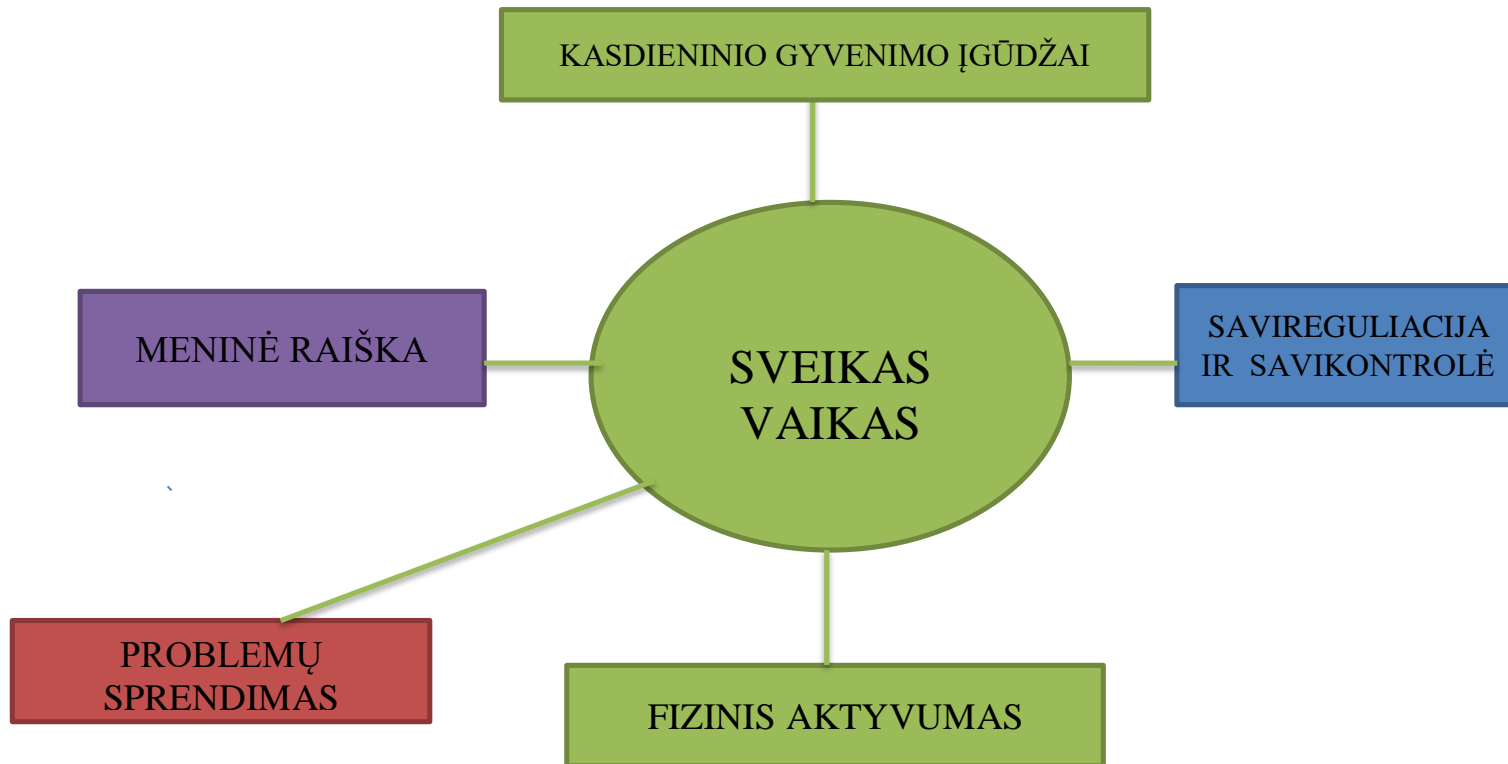 KASDIENINIO GYVENIMO ĮGŪDŽAI
MENINĖ RAIŠKA
SVEIKAS
VAIKAS
SAVIREGULIACIJA
IR SAVIKONTROLĖ
PROBLEMŲ
SPRENDIMAS
FIZINIS AKTYVUMAS